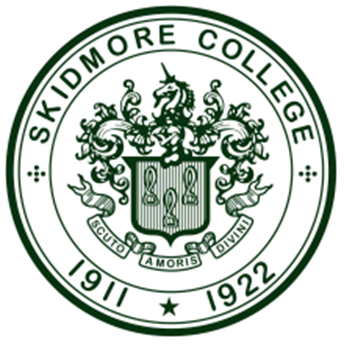 SKIDMORE COLLEGE
SCUTO AMORIS DIVINI
1911 ★ 1922